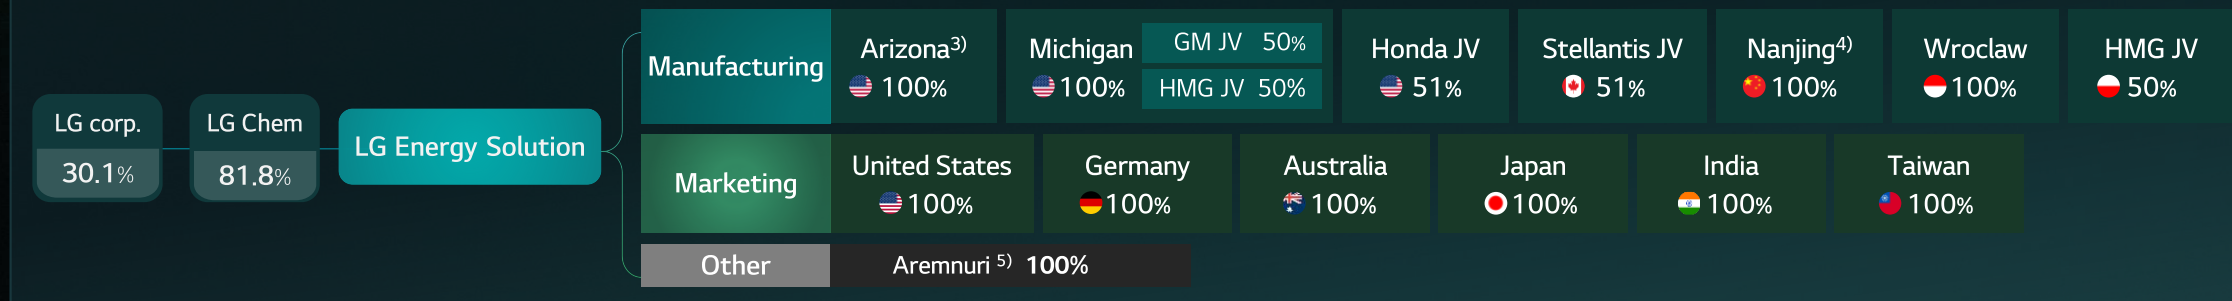 LG corp.
30.1%
LG Chem
81.8%
LG Energy Solution
Manufacturing
Arizona3)
100%
Michigan
100%
GM JV 50%
HMG JV 50%
Honda JV
51%
Stellantis JV
51%
Nanjing4)
100%
Wroclaw
100%
HMG JV
50%
Marketing
United States
100%
Germany
100%
Australia
100%
Japan
100%
India
100%
Taiwan
100%
Other
Aremnuri 5) 100%